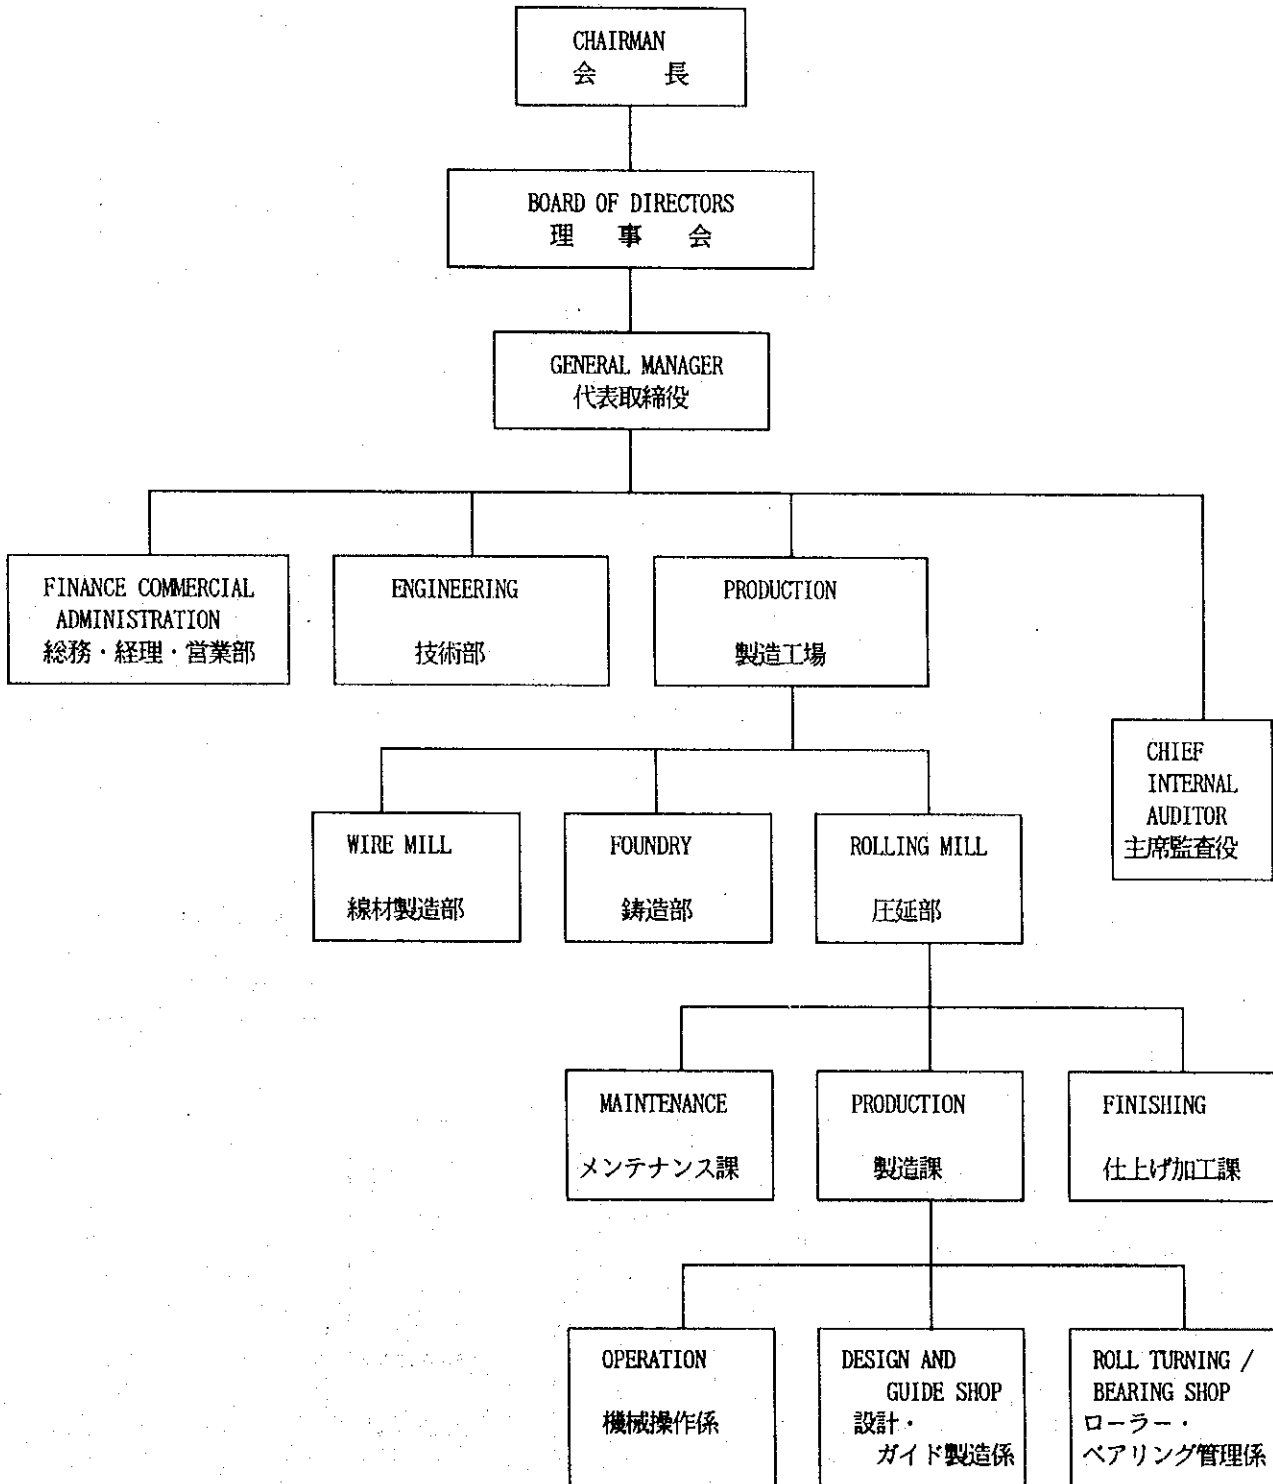 CHAIRMAN
会 長
BOARD OF DIRECTORS
理 事 会
GENERAL MANAGER
代表取締役
FINANCE COMMERCIAL
ADMINISTRATION
総務・経理・営業部
ENGINEERING
技術部
PRODUCTION
製造工場
CHIEF
INTERNAL
AUDITOR
主席監査役
WIRE MILL
線材製造部
FOUNDRY
鋳造部
ROLLING MILL
圧延部
MAINTENANCE
メンテナンス課
PRODUCTION
製造課
FINISHING
仕上げ加工課
OPERATION
機械操作係
DESIGN AND
GUIDE SHOP
設計・
ガイド製造係
ROLL TURNING /
BEARING SHOP
ローラー・
ベアリング管理係